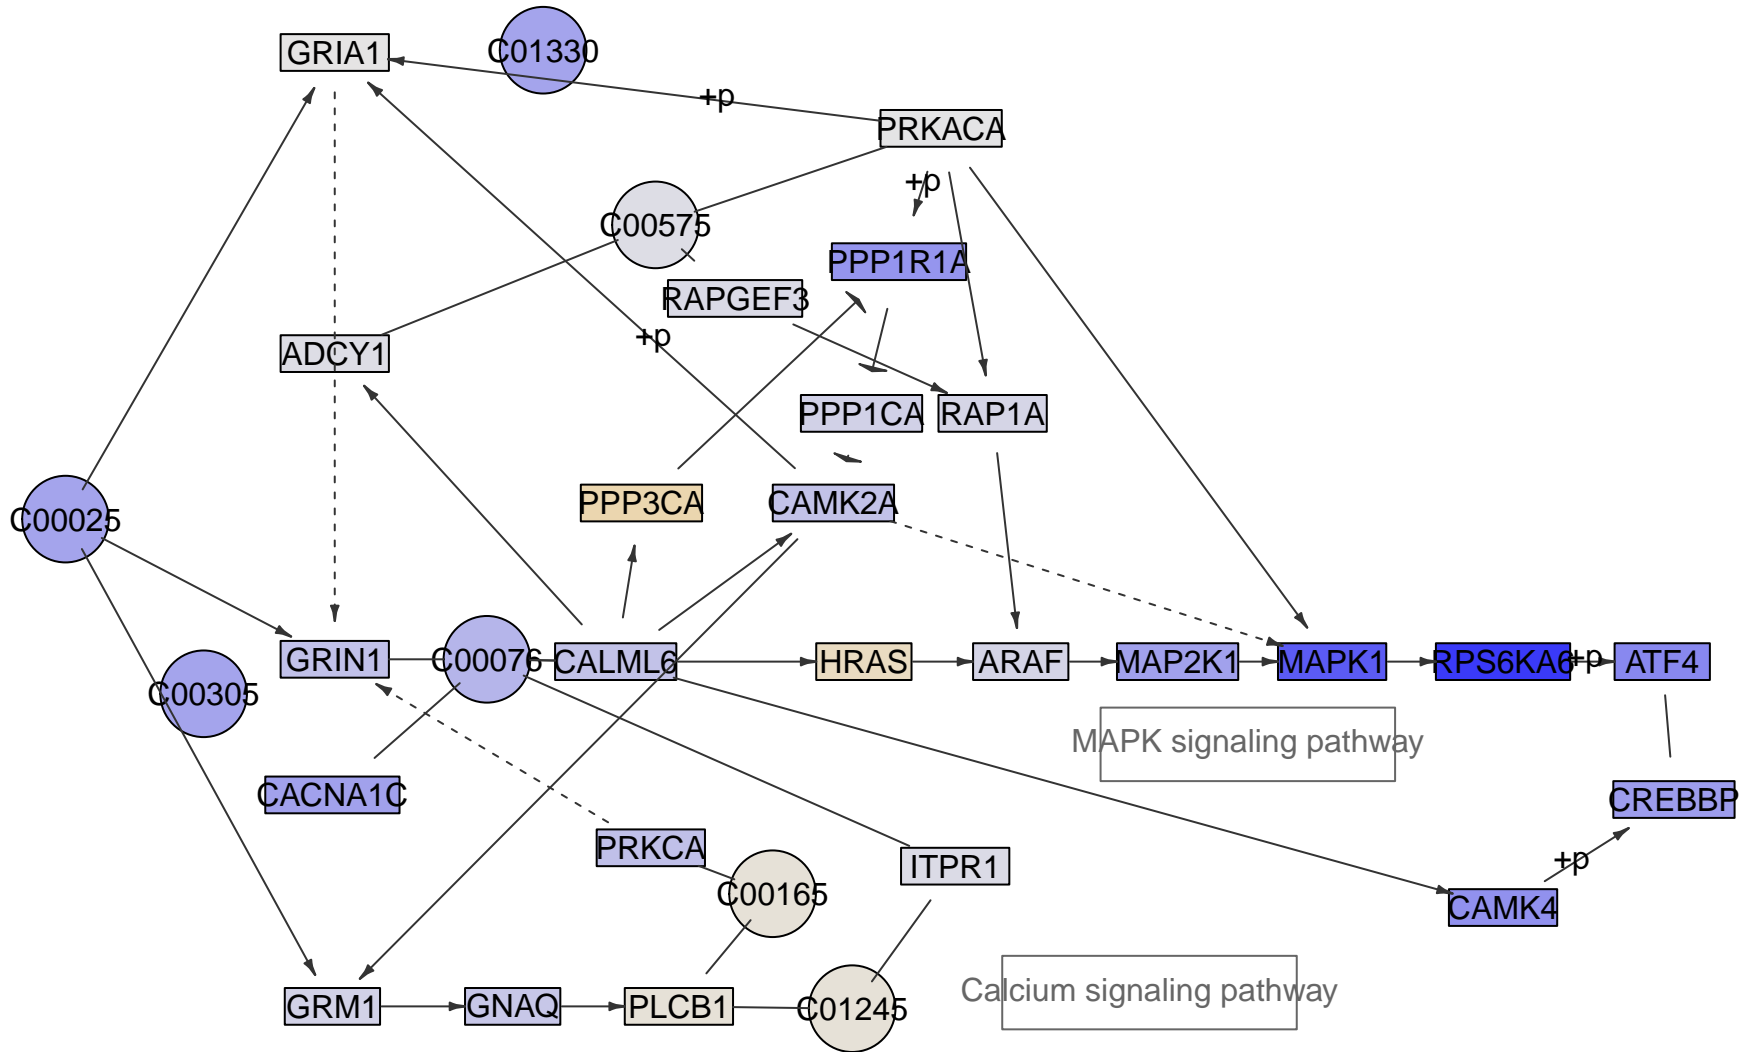 GRIA1
C01330
+p
PRKACA
+p
C00575
PPP1R1A
RAPGEF3
+p
ADCY1
PPP1CA
RAP1A
PPP3CA
CAMK2A
C00025
GRIN1
C00076
CALML6
HRAS
ARAF
MAP2K1
MAPK1
RPS6KA6
+p
ATF4
C00305
MAPK signaling pathway
CACNA1C
CREBBP
PRKCA
ITPR1
+p
C00165
CAMK4
Calcium signaling pathway
GRM1
GNAQ
PLCB1
C01245